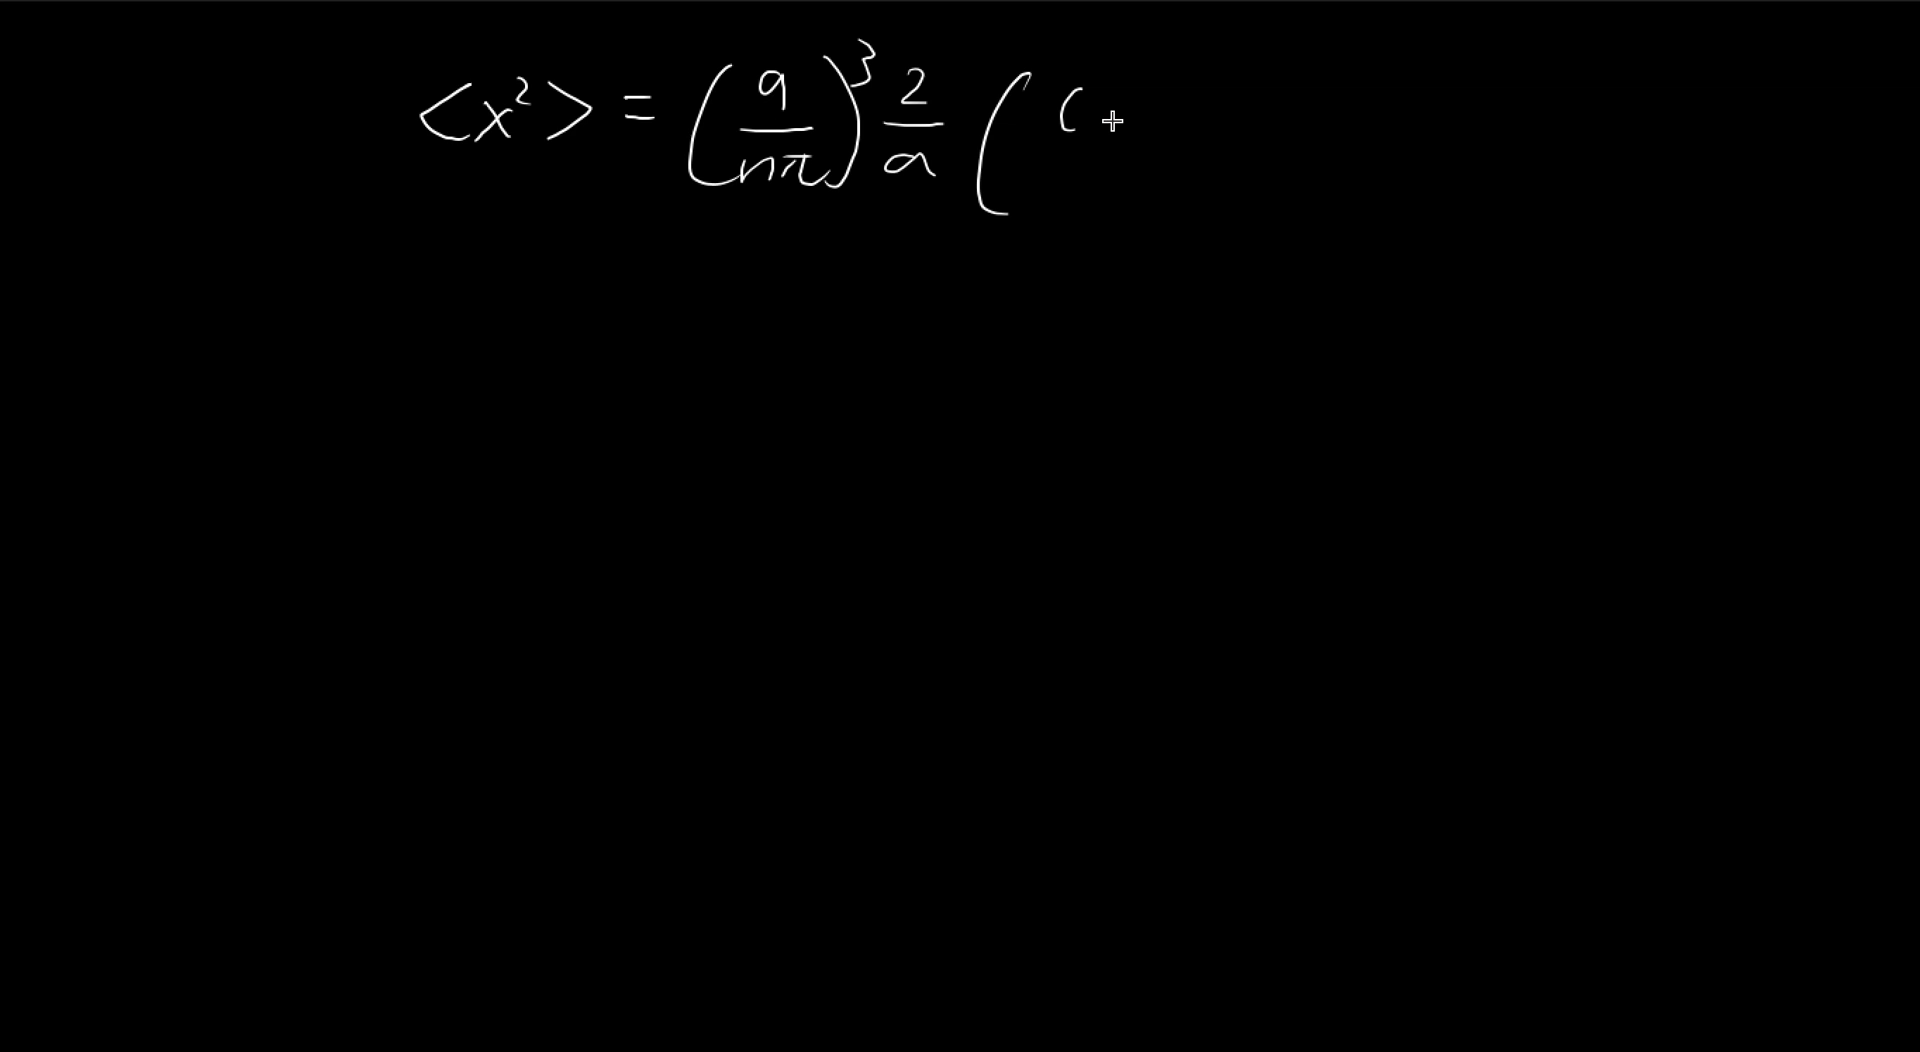 <x²> = (a/nπ)³ 2/a ( (